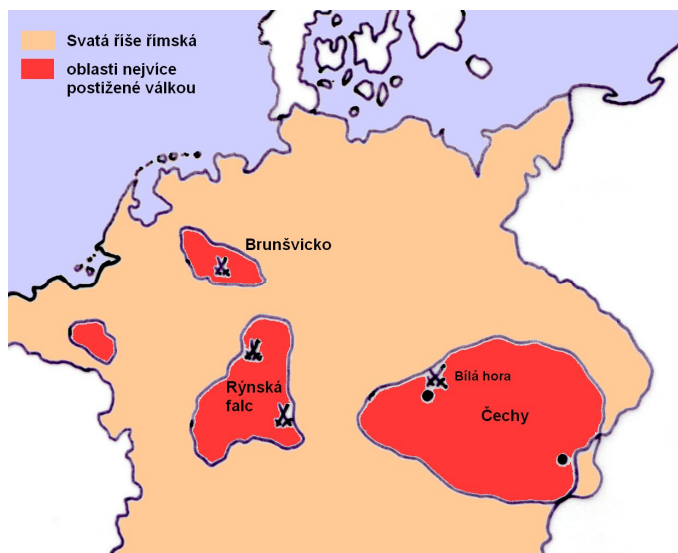 Svatá říše římská
oblasti nejvíce
postižené válkou
Brunšvicko
Rýnská
falc
Bílá hora
Čechy